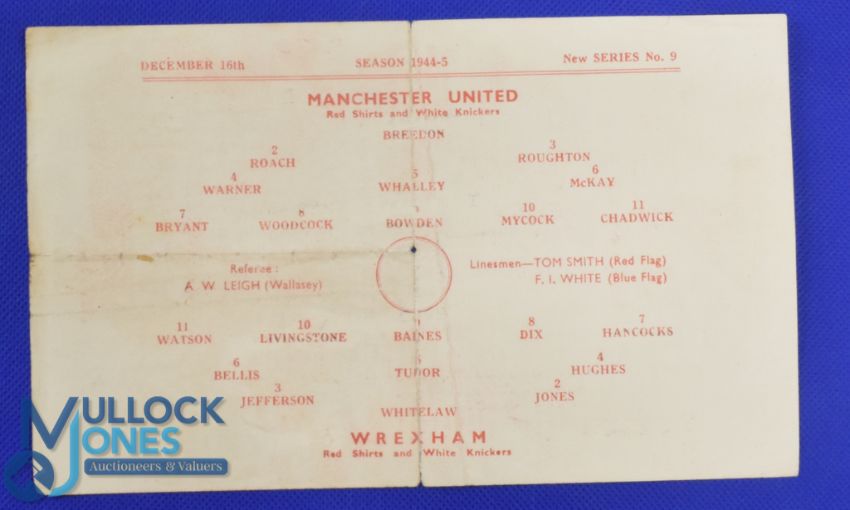 DECEMBER 16th SEASON 1944-5 New SERIES No. 9
MANCHESTER UNITED
Red Shirts and White Knickers
BREEDON
2 3
ROACH ROUGHTON
4 5 6
WARNER WHALLEY McKAY
7 8 9 10 11
BRYANT WOODCOCK BOWDEN MYCOCK CHADWICK
Referee :
A. W. LEIGH (Wallasey)
Linesmen—TOM SMITH (Red Flag)
F. I. WHITE (Blue Flag)
11 10 9 8 7
WATSON LIVINGSTONE BAINES DIX HANCOCKS
6 5 4
BELLIS TUDOR HUGHES
3 2
JEFFERSON JONES
WHITELAW
WREXHAM
Red Shirts and White Knickers
MULLOCK
JONES
Auctioneers & Valuers